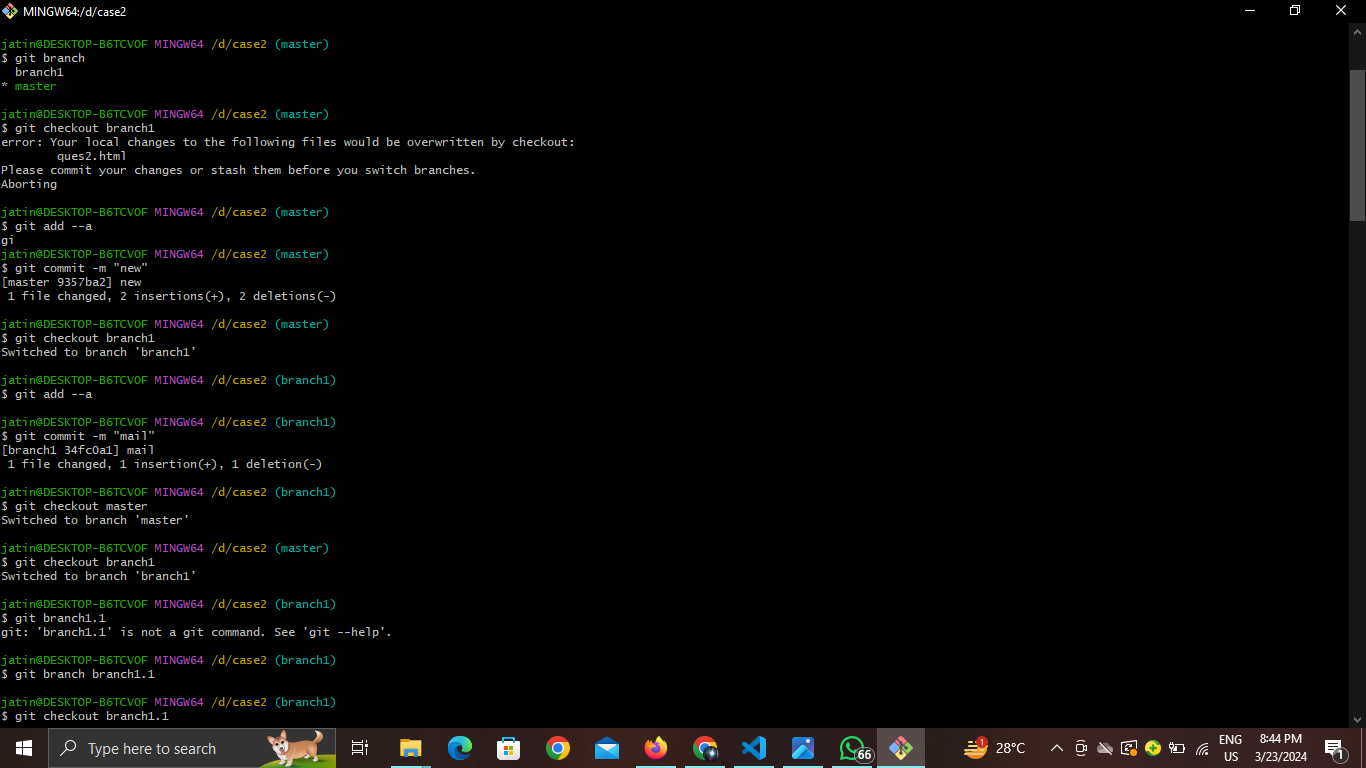 MINGW64:/d/case2
jatin@DESKTOP-B6TCVOF MINGW64 /d/case2 (master)
$ git branch
  branch1
* master
jatin@DESKTOP-B6TCVOF MINGW64 /d/case2 (master)
$ git checkout branch1
error: Your local changes to the following files would be overwritten by checkout:
        ques2.html
Please commit your changes or stash them before you switch branches.
Aborting
jatin@DESKTOP-B6TCVOF MINGW64 /d/case2 (master)
$ git add --a
gi
jatin@DESKTOP-B6TCVOF MINGW64 /d/case2 (master)
$ git commit -m "new"
[master 9357ba2] new
 1 file changed, 2 insertions(+), 2 deletions(-)
jatin@DESKTOP-B6TCVOF MINGW64 /d/case2 (master)
$ git checkout branch1
Switched to branch 'branch1'
jatin@DESKTOP-B6TCVOF MINGW64 /d/case2 (branch1)
$ git add --a
jatin@DESKTOP-B6TCVOF MINGW64 /d/case2 (branch1)
$ git commit -m "mail"
[branch1 34fc0a1] mail
 1 file changed, 1 insertion(+), 1 deletion(-)
jatin@DESKTOP-B6TCVOF MINGW64 /d/case2 (branch1)
$ git checkout master
Switched to branch 'master'
jatin@DESKTOP-B6TCVOF MINGW64 /d/case2 (master)
$ git checkout branch1
Switched to branch 'branch1'
jatin@DESKTOP-B6TCVOF MINGW64 /d/case2 (branch1)
$ git branch1.1
git: 'branch1.1' is not a git command. See 'git --help'.
jatin@DESKTOP-B6TCVOF MINGW64 /d/case2 (branch1)
$ git branch branch1.1
jatin@DESKTOP-B6TCVOF MINGW64 /d/case2 (branch1)
$ git checkout branch1.1
Type here to search
66
1
28°C
ENG
US
8:44 PM
3/23/2024
1